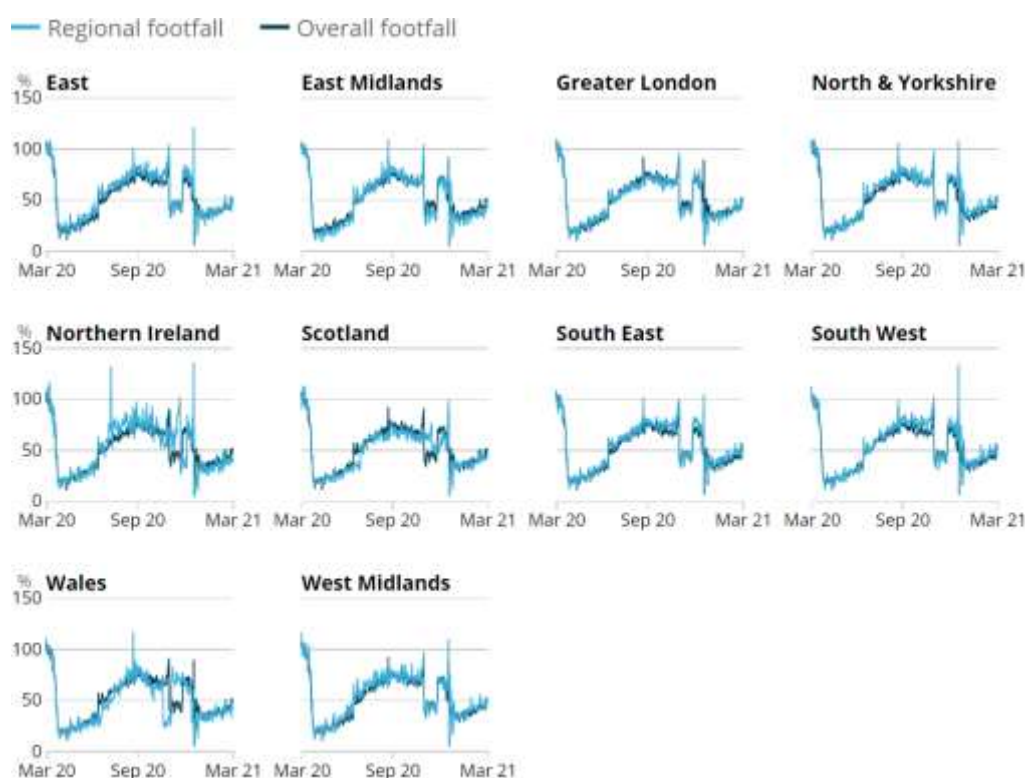 Regional footfall Overall footfall
% East East Midlands Greater London North & Yorkshire
150
100
50
0
Mar 20 Sep 20 Mar 21 Mar 20 Sep 20 Mar 21 Mar 20 Sep 20 Mar 21 Mar 20 Sep 20 Mar 21
% Northern Ireland Scotland South East South West
150
100
50
0
Mar 20 Sep 20 Mar 21 Mar 20 Sep 20 Mar 21 Mar 20 Sep 20 Mar 21 Mar 20 Sep 20 Mar 21
% Wales West Midlands
150
100
50
0
Mar 20 Sep 20 Mar 21 Mar 20 Sep 20 Mar 21